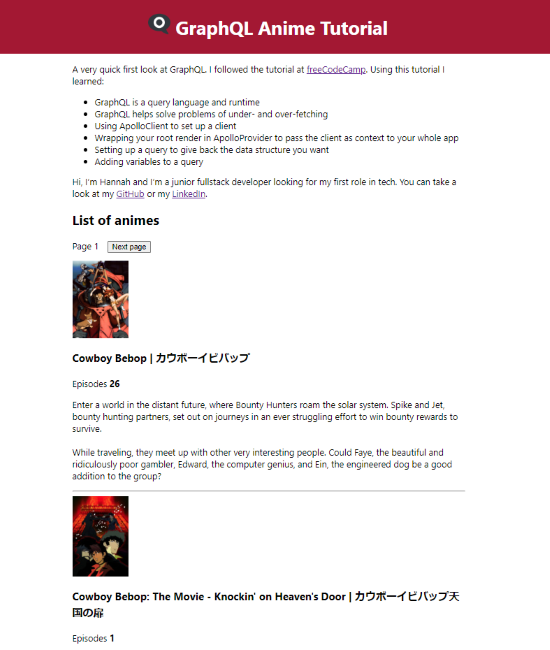 GraphQL Anime Tutorial
A very quick first look at GraphQL. I followed the tutorial at freeCodeCamp. Using this tutorial I
learned:
• GraphQL is a query language and runtime
• GraphQL helps solve problems of under- and over-fetching
• Using ApolloClient to set up a client
• Wrapping your root render in ApolloProvider to pass the client as context to your whole app
• Setting up a query to give back the data structure you want
• Adding variables to a query
Hi, I'm Hannah and I'm a junior fullstack developer looking for my first role in tech. You can take a
look at my GitHub or my LinkedIn.
List of animes
Page 1 Next page
Cowboy Bebop | カウボーイビバップ
Episodes 26
Enter a world in the distant future, where Bounty Hunters roam the solar system. Spike and Jet,
bounty hunting partners, set out on journeys in an ever struggling effort to win bounty rewards to
survive.
While traveling, they meet up with other very interesting people. Could Faye, the beautiful and
ridiculously poor gambler, Edward, the computer genius, and Ein, the engineered dog be a good
addition to the group?
Cowboy Bebop: The Movie - Knockin' on Heaven's Door | カウボーイビバップ天
国の扉
Episodes 1